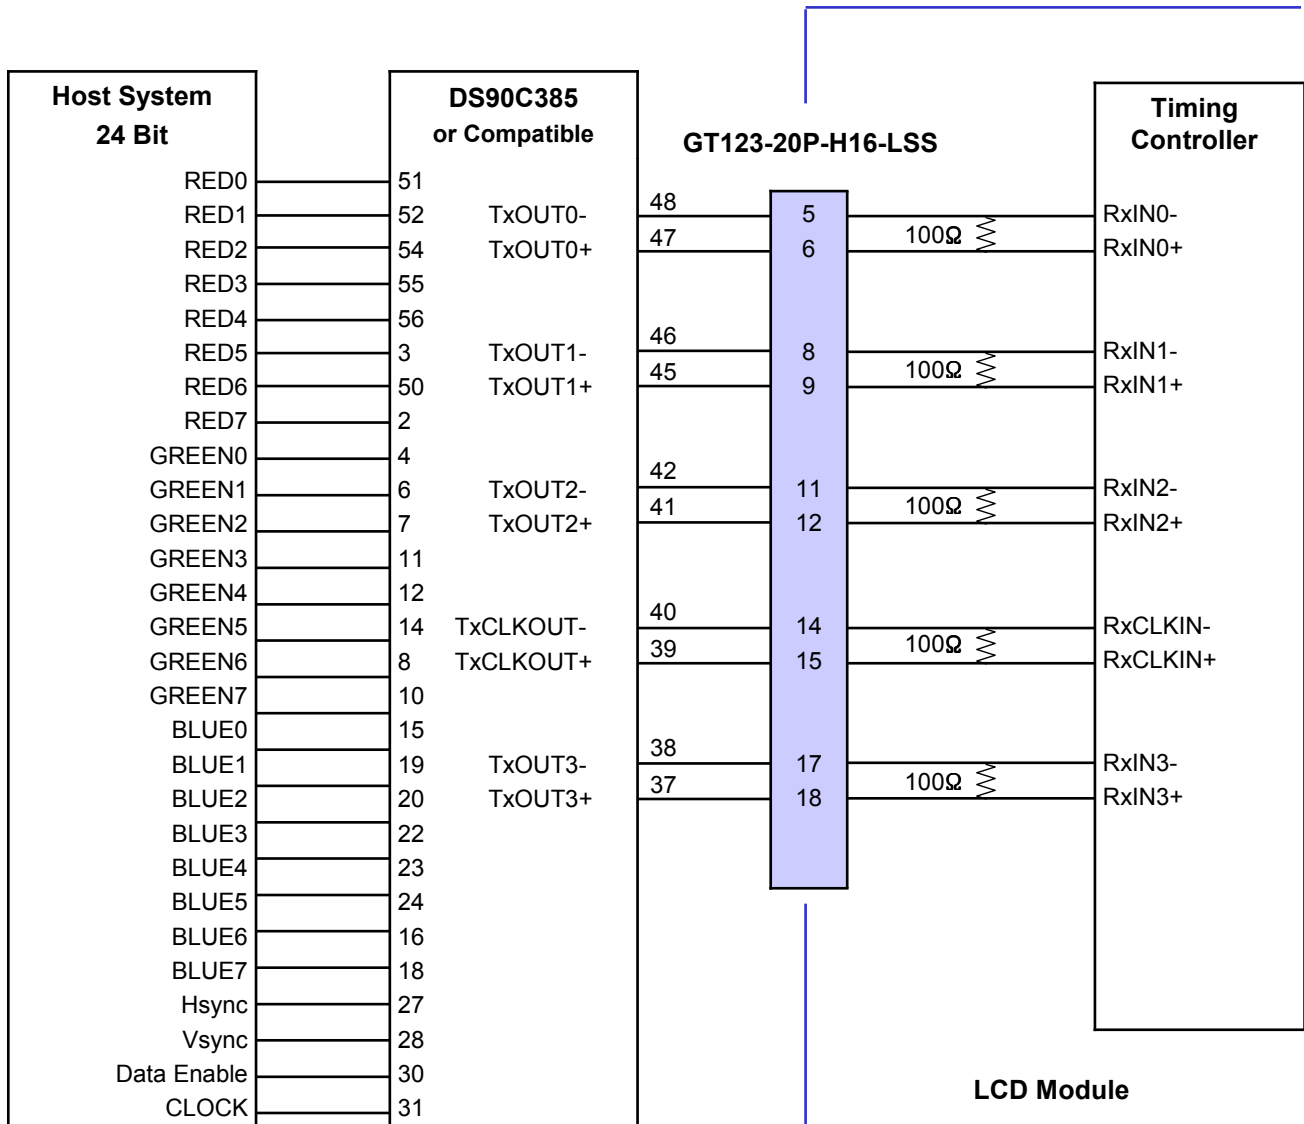 Host System
24 Bit
DS90C385
or Compatible
GT123-20P-H16-LSS
Timing
Controller
RED0 51
RED1 52 TxOUT0- 48 5 RxIN0-
100Ω
RED2 54 TxOUT0+ 47 6 RxIN0+
RED3 55
RED4 56
RED5 3 TxOUT1- 46 8 RxIN1-
100Ω
RED6 50 TxOUT1+ 45 9 RxIN1+
RED7 2
GREEN0 4
GREEN1 6 TxOUT2- 42 11 RxIN2-
100Ω
GREEN2 7 TxOUT2+ 41 12 RxIN2+
GREEN3 11
GREEN4 12
GREEN5 14 TxCLKOUT- 40 14 RxCLKIN-
100Ω
GREEN6 8 TxCLKOUT+ 39 15 RxCLKIN+
GREEN7 10
BLUE0 15
BLUE1 19 TxOUT3- 38 17 RxIN3-
100Ω
BLUE2 20 TxOUT3+ 37 18 RxIN3+
BLUE3 22
BLUE4 23
BLUE5 24
BLUE6 16
BLUE7 18
Hsync 27
Vsync 28
Data Enable 30
CLOCK 31
LCD Module